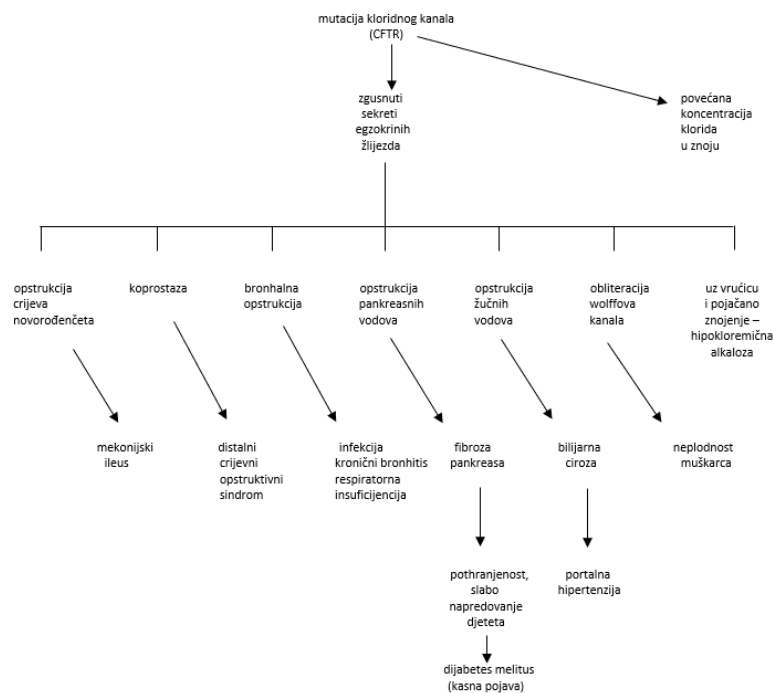 mutacija kloridnog kanala
(CFTR)
zgusnuti
sekreti
egzokrinih
žlijezda
povećana
koncentracija
klorida
u znoju
opstrukcija
crijeva
novorođenčeta
koprostaza
bronhalna
opstrukcija
opstrukcija
pankreasnih
vodova
opstrukcija
žučnih
vodova
obliteracija
wolffova
kanala
uz vrućicu
i pojačano
znojenje –
hipokloremična
alkaloza
mekonijski
ileus
distalni
crijevni
opstruktivni
sindrom
infekcija
kronični bronhitis
respiratorna
insuficijencija
fibroza
pankreasa
bilijarna
ciroza
neplodnost
muškarca
pothranjenost,
slabo
napredovanje
djeteta
portalna
hipertenzija
dijabetes melitus
(kasna pojava)